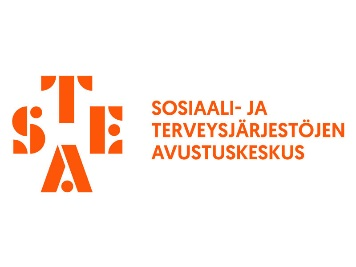 STEA
SOSIAALI- JA
TERVEYSJÄRJESTÖJEN
AVUSTUSKESKUS